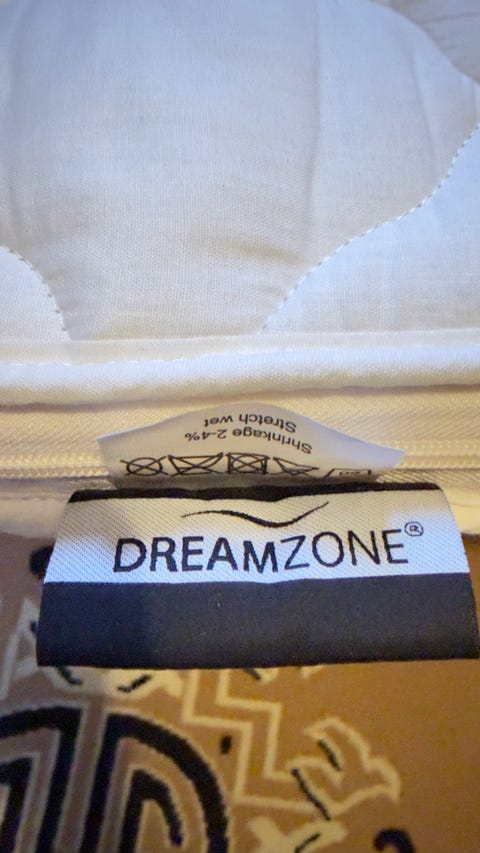 Shrinkage 2-4%
Stretch wet
DREAMZONE®